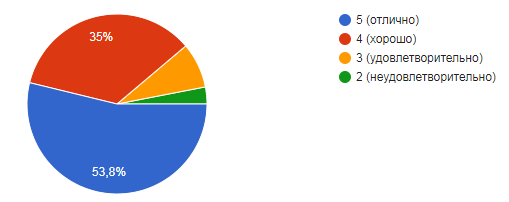 35%
53,8%
5 (отлично)
4 (хорошо)
3 (удовлетворительно)
2 (неудовлетворительно)